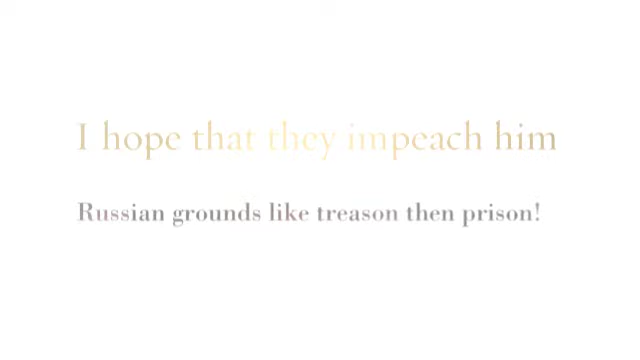 I hope that they impeach him
Russian grounds like treason then prison!